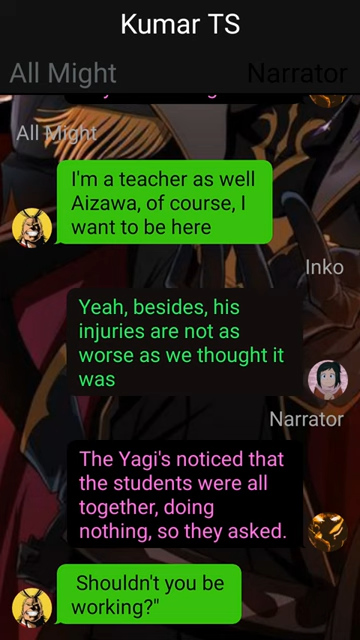 Kumar TS
All Might
Narrator
All Might
I'm a teacher as well
Aizawa, of course, I
want to be here
Inko
Yeah, besides, his
injuries are not as
worse as we thought it
was
Narrator
The Yagi's noticed that
the students were all
together, doing
nothing, so they asked.
Shouldn't you be
working?"